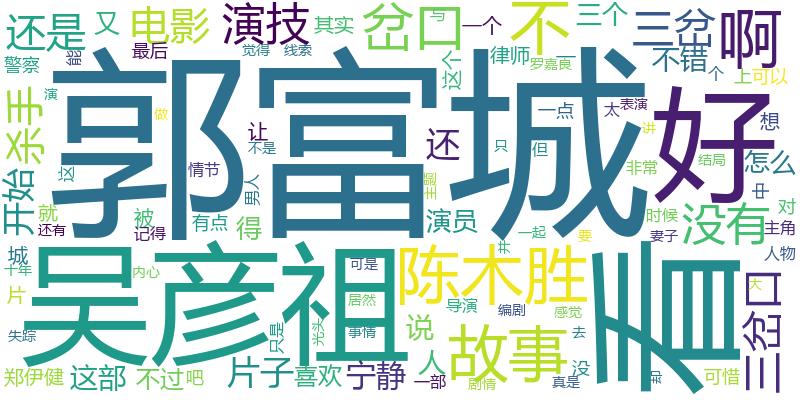 还是
又
电影
演技
其实
岔口
不
一个
三个
三岔
啊
最后
觉得
线索
这个
与
律师
罗嘉良
不错
个
上
可以
警察
能
杀手
演
做
让
还
一点
太
表演
想
郭富城
好
这
情节
不是
男人
只
但
讲
结局
非常
中
怎么
开始
就
被
有点
得
演员
主题
时候
没有
对
主角
还有
记得
城
一起
并
要
妻子
人物
吴彦祖
看
十年
内心
可是
陈木胜
三岔口
片
居然
导演
编剧
感觉
大
失踪
只是
光头
事情
说
故事
去
没
郑伊健
这部
不过
吧
片子
喜欢
宁静
人
一部
剧情
真是
可惜